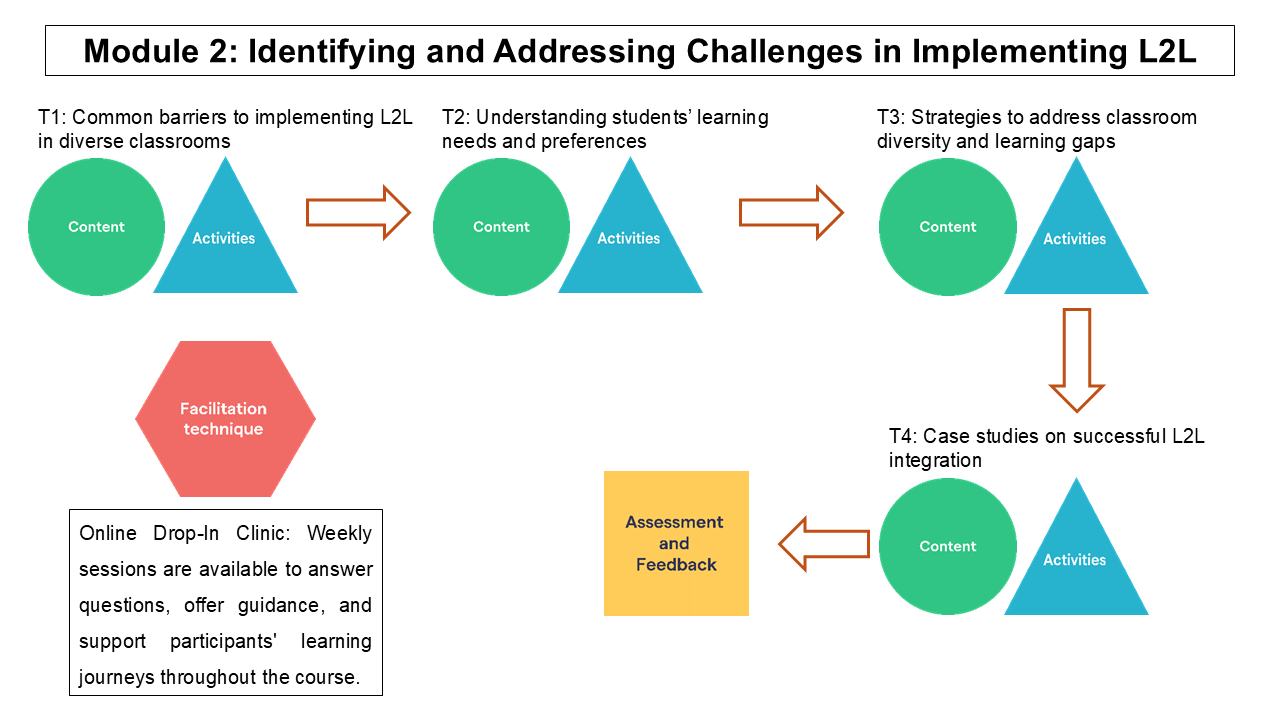 Module 2: Identifying and Addressing Challenges in Implementing L2L
T1: Common barriers to implementing L2L
in diverse classrooms
Content
Activities
T2: Understanding students’ learning
needs and preferences
Content
Activities
T3: Strategies to address classroom
diversity and learning gaps
Content
Activities
T4: Case studies on successful L2L
integration
Content
Activities
Assessment
and
Feedback
Facilitation
technique
Online Drop-In Clinic: Weekly
sessions are available to answer
questions, offer guidance, and
support participants' learning
journeys throughout the course.